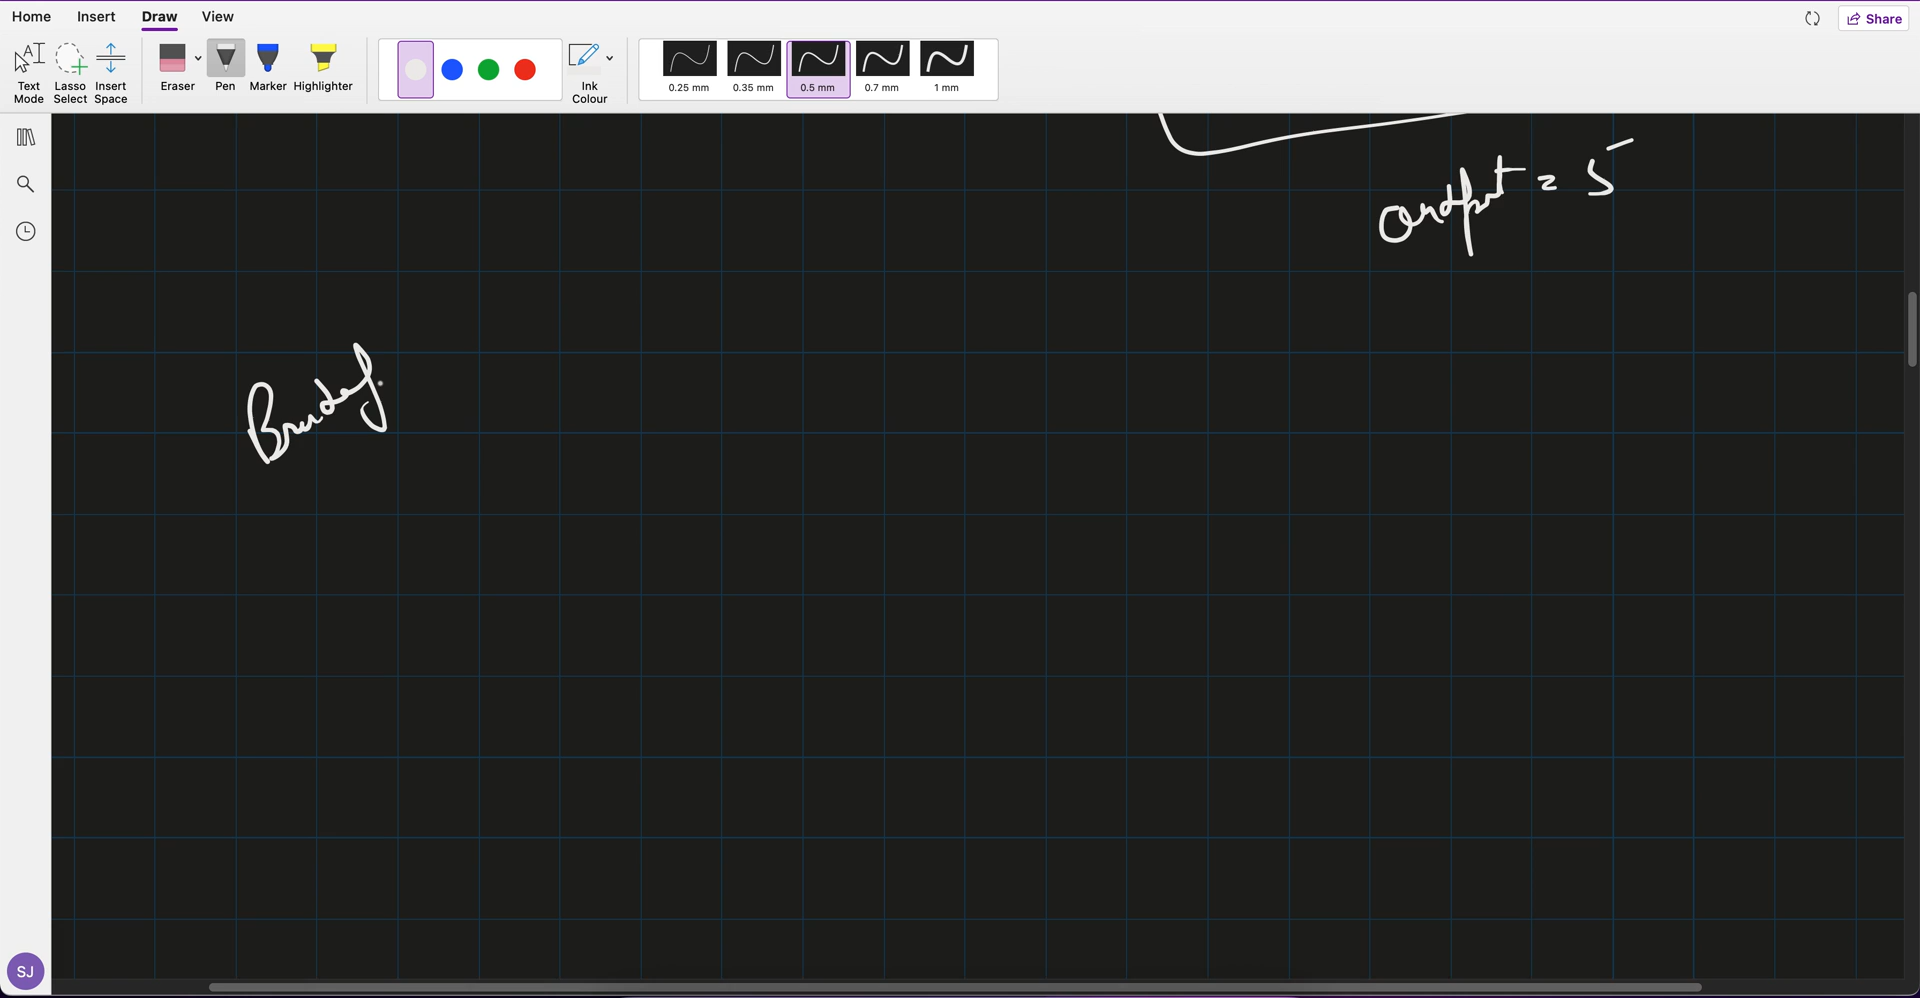 Home Insert Draw View
Share
Text Mode
Lasso Select
Insert Space
Eraser
Pen
Marker
Highlighter
Ink Colour
0.25 mm
0.35 mm
0.5 mm
0.7 mm
1 mm
output = 5
SJ